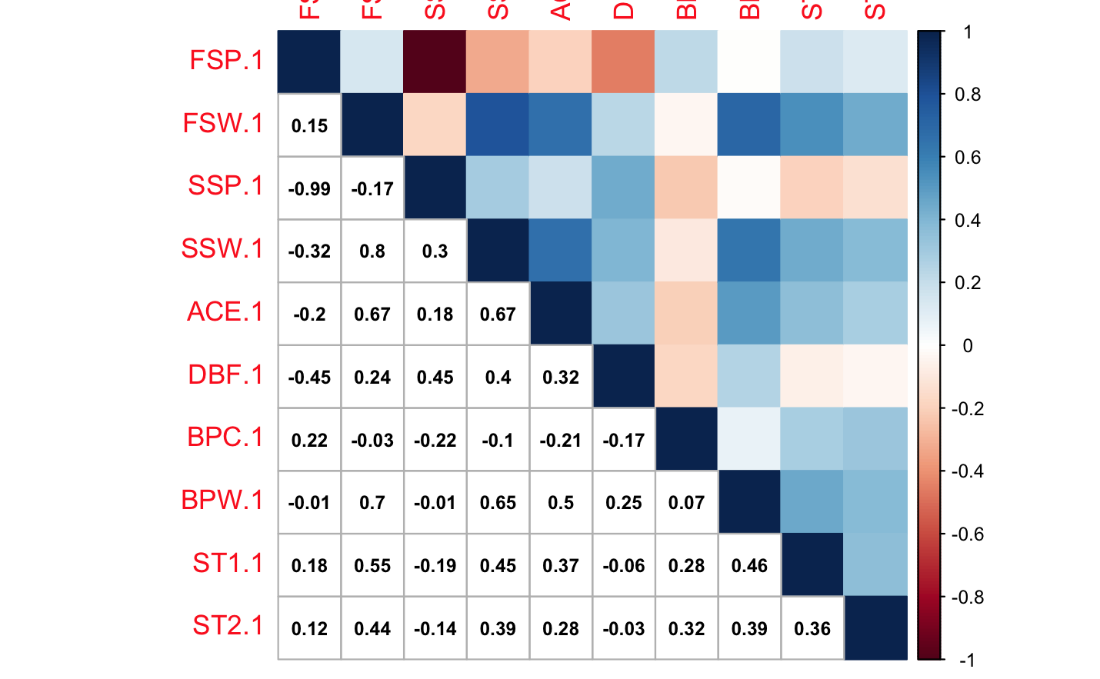 FSP.1
FSW.1 0.15
SSP.1 -0.99 -0.17
SSW.1 -0.32 0.8 0.3
ACE.1 -0.2 0.67 0.18 0.67
DBF.1 -0.45 0.24 0.45 0.4 0.32
BPC.1 0.22 -0.03 -0.22 -0.1 -0.21 -0.17
BPW.1 -0.01 0.7 -0.01 0.65 0.5 0.25 0.07
ST1.1 0.18 0.55 -0.19 0.45 0.37 -0.06 0.28 0.46
ST2.1 0.12 0.44 -0.14 0.39 0.28 -0.03 0.32 0.39 0.36
1
0.8
0.6
0.4
0.2
0
-0.2
-0.4
-0.6
-0.8
-1